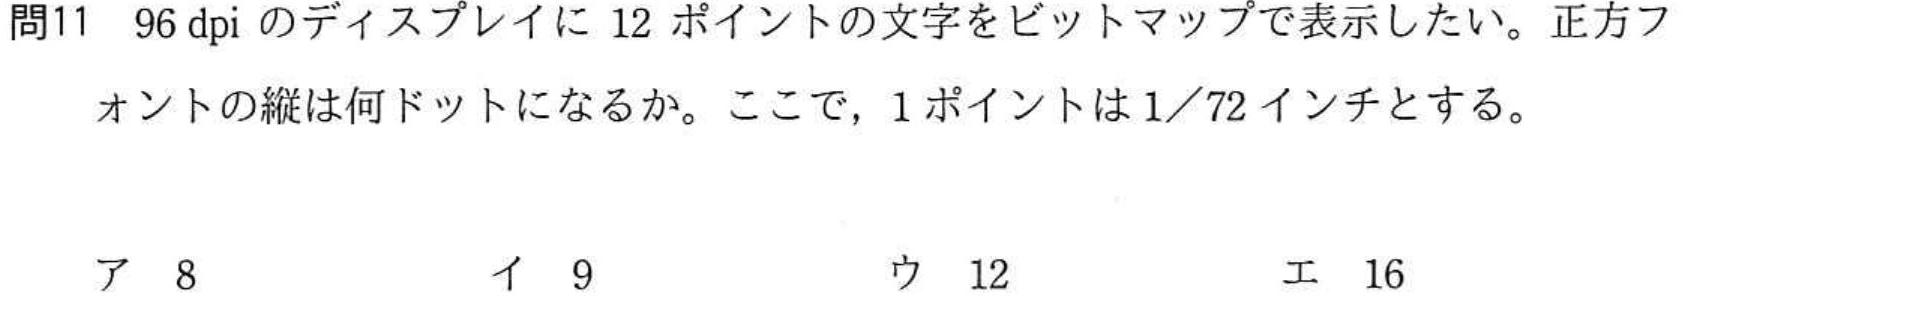 問11 96 dpi のディスプレイに 12 ポイントの文字をビットマップで表示したい。正方フ
ォントの縦は何ドットになるか。ここで，1 ポイントは 1／72 インチとする。
ア 8 イ 9 ウ 12 エ 16